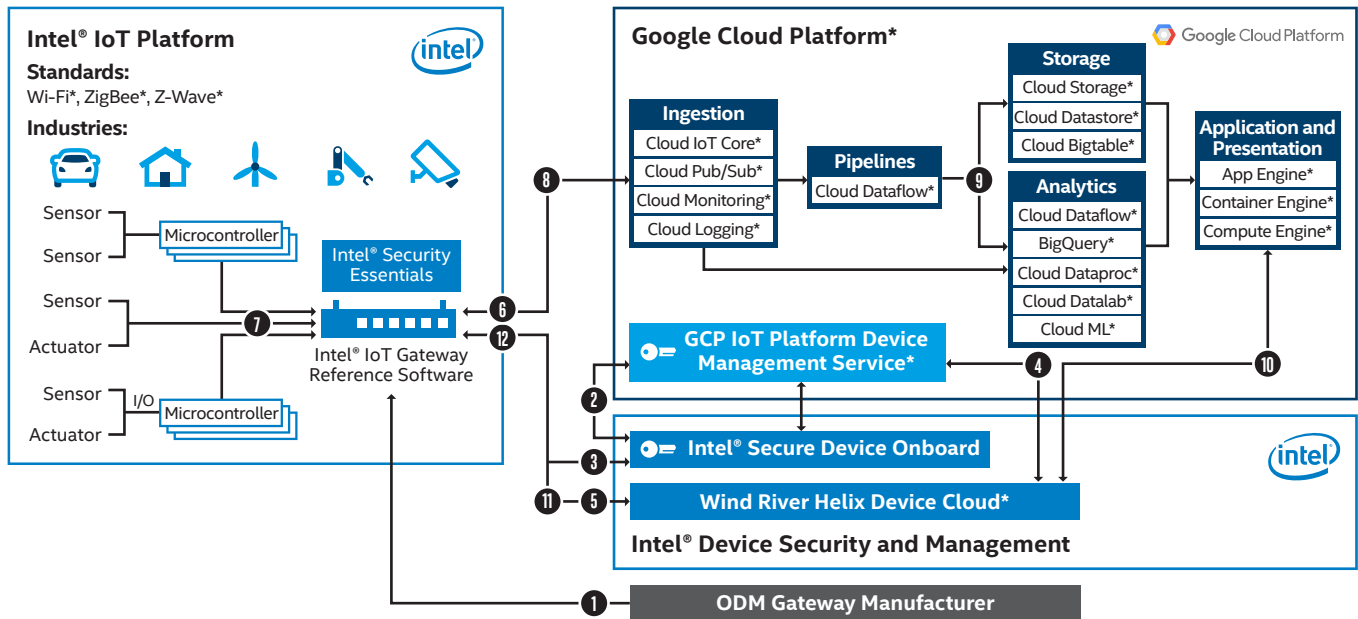 Intel® IoT Platform
intel
Standards:
Wi-Fi*, ZigBee*, Z-Wave*
Industries:
Sensor
Sensor
Microcontroller
Sensor
Actuator
Sensor
Actuator
I/O
Microcontroller
7
Intel® Security
Essentials
Intel® IoT Gateway
Reference Software
6
12
8
2
3
11
5
1
Google Cloud Platform*
Google Cloud Platform
Ingestion
Cloud IoT Core*
Cloud Pub/Sub*
Cloud Monitoring*
Cloud Logging*
Pipelines
Cloud Dataflow*
9
Storage
Cloud Storage*
Cloud Datastore*
Cloud Bigtable*
Analytics
Cloud Dataflow*
BigQuery*
Cloud Dataproc*
Cloud Datalab*
Cloud ML*
Application and
Presentation
App Engine*
Container Engine*
Compute Engine*
GCP IoT Platform Device
Management Service*
4
10
Intel® Secure Device Onboard
intel
Wind River Helix Device Cloud*
Intel® Device Security and Management
ODM Gateway Manufacturer